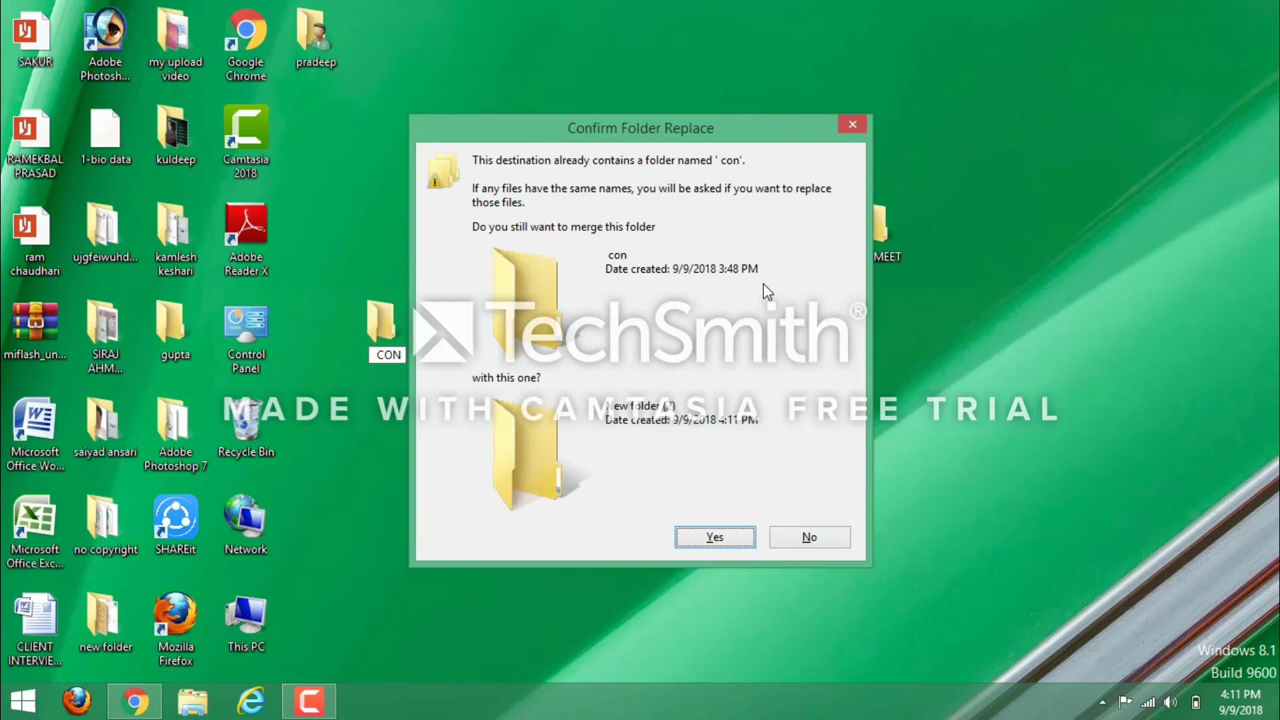 SAKUR
Adobe
Photosh...
my upload
video
Google
Chrome
pradeep
RAMEKBAL
PRASAD
1-bio data
kuldeep
Camtasia
2018
ram
chaudhari
ujgfeiwuhd...
kamlesh
keshari
Adobe
Reader X
miflash_un...
SIRAJ
AHM...
gupta
Control
Panel
CON
MEET
Microsoft
Office Wo...
saiyad ansari
Adobe
Photoshop 7
Recycle Bin
Microsoft
Office Exc...
no copyright
SHAREit
Network
CLIENT
INTERVIE...
new folder
Mozilla
Firefox
This PC
Confirm Folder Replace
This destination already contains a folder named ' con'.
If any files have the same names, you will be asked if you want to replace
those files.
Do you still want to merge this folder
con
Date created: 9/9/2018 3:48 PM
with this one?
New folder (2)
Date created: 9/9/2018 4:11 PM
Yes
No
TechSmith®
MADE WITH CAMTASIA FREE TRIAL
Windows 8.1
Build 9600
4:11 PM
9/9/2018